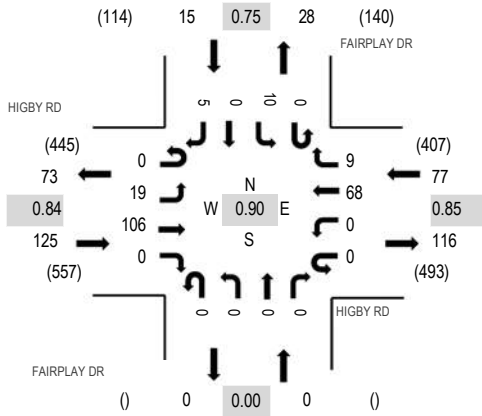 (114) 15 0.75 28 (140)
FAIRPLAY DR
5 0 10 0
HIGBY RD
(445) (407)
0 9
73 77
19 N 68
0.84 W 0.90 E 0.85
106 S 0
125 116
0 0
(557) (493)
0 0 0 0
HIGBY RD
FAIRPLAY DR
() 0 0.00 0 ()